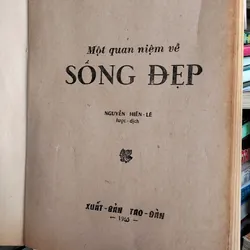 Một quan niệm về
SỐNG ĐẸP
NGUYỄN HIẾN-LÊ
lược-dịch
XUẤT-BẢN TAO-ĐÀN